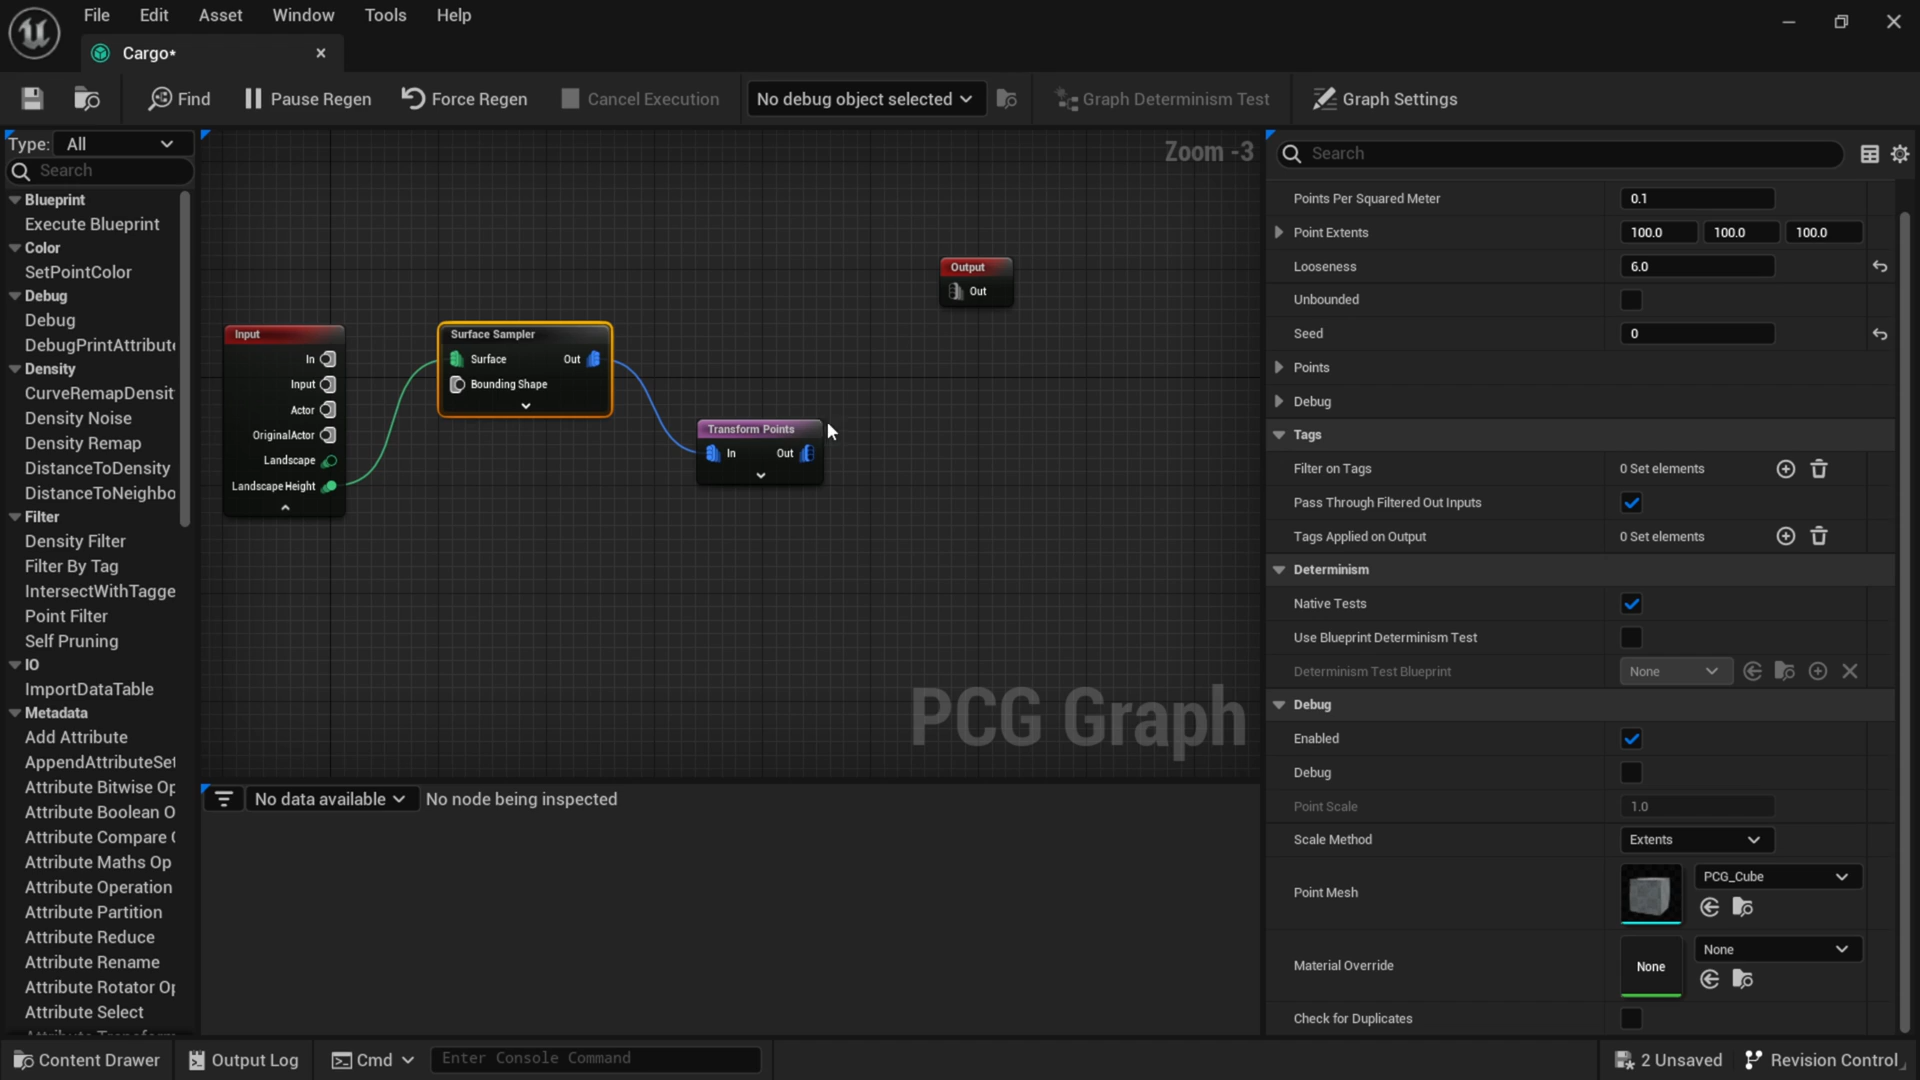 File Edit Asset Window Tools Help
Cargo*
Find Pause Regen Force Regen Cancel Execution No debug object selected Graph Determinism Test Graph Settings
Type: All
Search
Blueprint
Execute Blueprint
Color
SetPointColor
Debug
Debug
DebugPrintAttribute
Density
CurveRemapDensit
Density Noise
Density Remap
DistanceToDensity
DistanceToNeighbo
Filter
Density Filter
Filter By Tag
IntersectWithTagge
Point Filter
Self Pruning
IO
ImportDataTable
Metadata
Add Attribute
AppendAttributeSet
Attribute Bitwise Op
Attribute Boolean O
Attribute Compare
Attribute Maths Op
Attribute Operation
Attribute Partition
Attribute Reduce
Attribute Rename
Attribute Rotator Op
Attribute Select
Zoom -3
Input
In
Input
Actor
OriginalActor
Landscape
Landscape Height
Surface Sampler
Surface Out
Bounding Shape
Transform Points
In Out
Output
Out
PCG Graph
No data available No node being inspected
Search
Points Per Squared Meter 0.1
Point Extents 100.0 100.0 100.0
Looseness 6.0
Unbounded
Seed 0
Points
Debug
Tags
Filter on Tags 0 Set elements
Pass Through Filtered Out Inputs
Tags Applied on Output 0 Set elements
Determinism
Native Tests
Use Blueprint Determinism Test
Determinism Test Blueprint None
Debug
Enabled
Debug
Point Scale 1.0
Scale Method Extents
Point Mesh PCG_Cube
Material Override None None
Check for Duplicates
Content Drawer Output Log Cmd Enter Console Command 2 Unsaved Revision Control